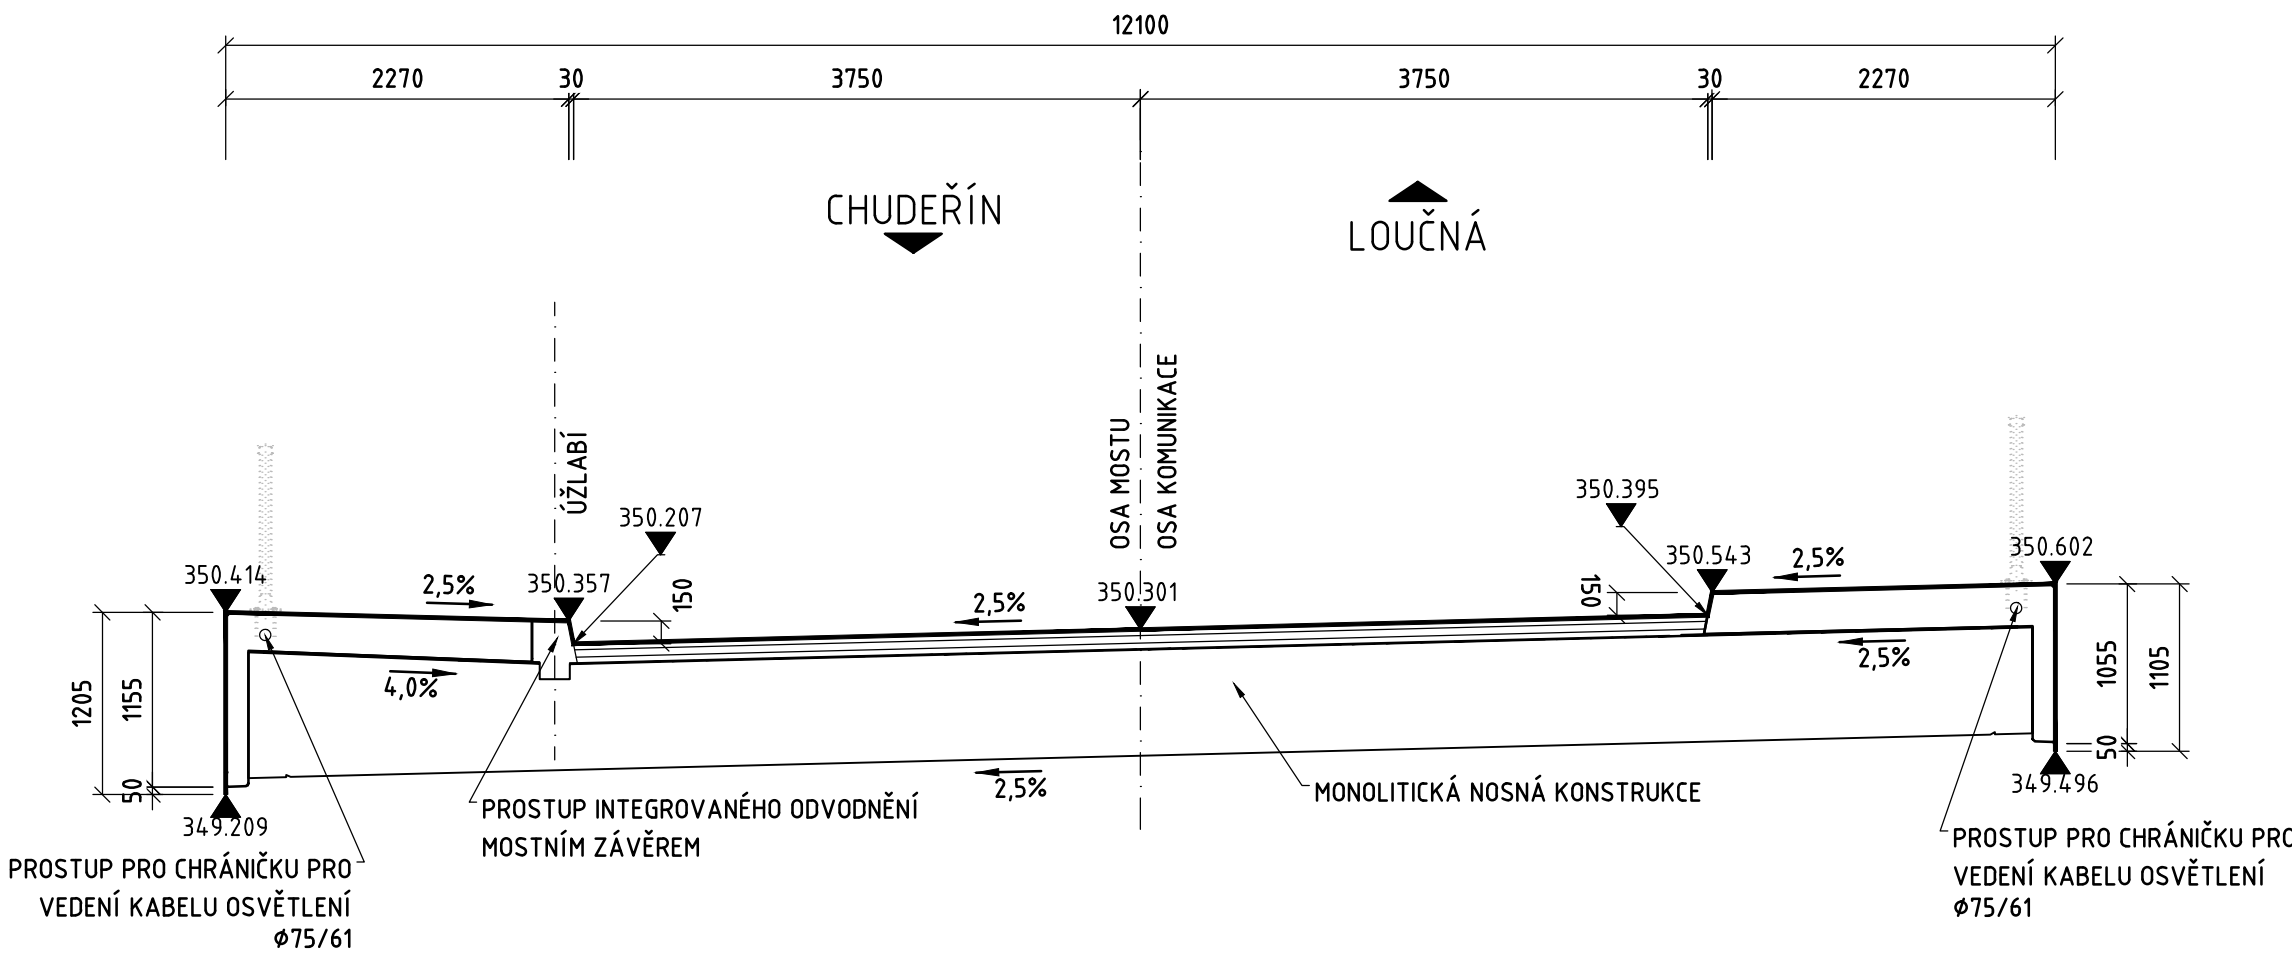 12100
2270 30 3750 3750 30 2270
CHUDEŘÍN
LOUČNÁ
ÚŽLABÍ
OSA MOSTU
OSA KOMUNIKACE
350.207
350.395
350.414
2,5%
350.357
150
2,5%
350.301
150
350.543
2,5%
350.602
4,0%
2,5%
1205
1155
50
1055
1105
50
2,5%
349.209
349.496
PROSTUP INTEGROVANÉHO ODVODNĚNÍ
MOSTNÍM ZÁVĚREM
MONOLITICKÁ NOSNÁ KONSTRUKCE
PROSTUP PRO CHRÁNIČKU PRO
VEDENÍ KABELU OSVĚTLENÍ
Φ75/61
PROSTUP PRO CHRÁNIČKU PRO
VEDENÍ KABELU OSVĚTLENÍ
Φ75/61